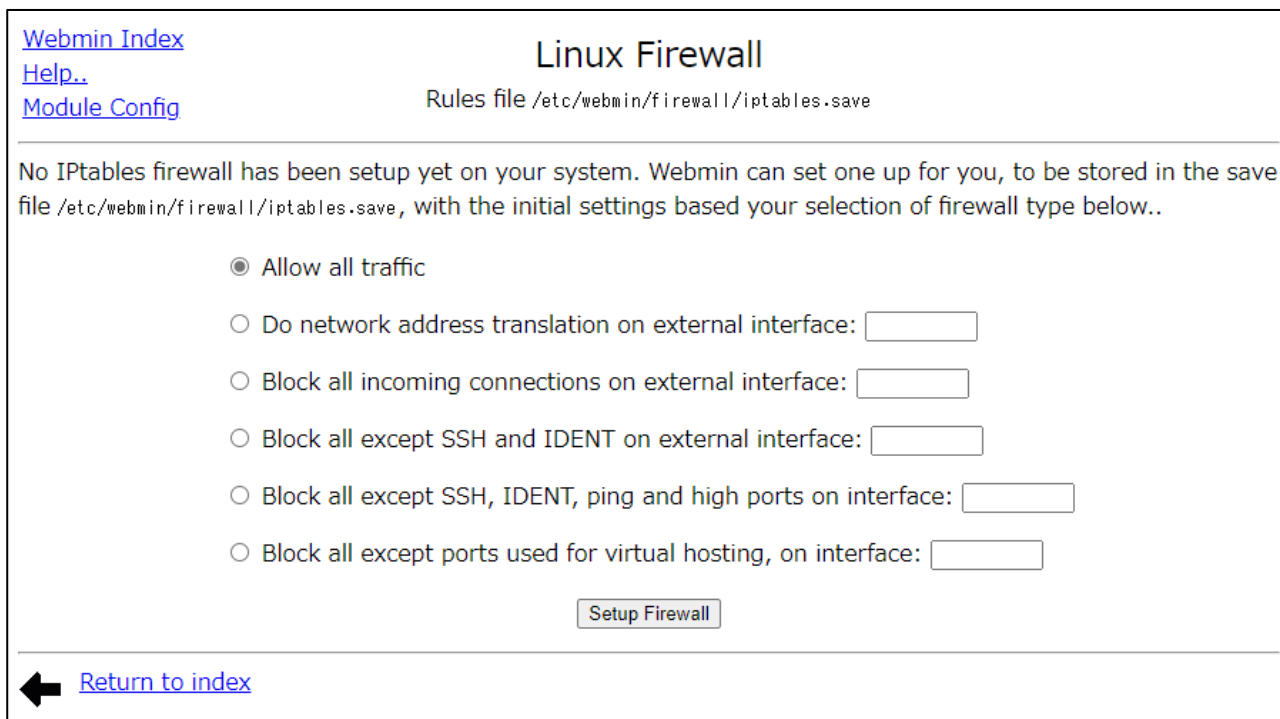 Webmin Index
Help..
Module Config
Linux Firewall
Rules file /etc/webmin/firewall/iptables.save
No IPtables firewall has been setup yet on your system. Webmin can set one up for you, to be stored in the save
file /etc/webmin/firewall/iptables.save, with the initial settings based your selection of firewall type below..
Allow all traffic
Do network address translation on external interface:
Block all incoming connections on external interface:
Block all except SSH and IDENT on external interface:
Block all except SSH, IDENT, ping and high ports on interface:
Block all except ports used for virtual hosting, on interface:
Setup Firewall
Return to index